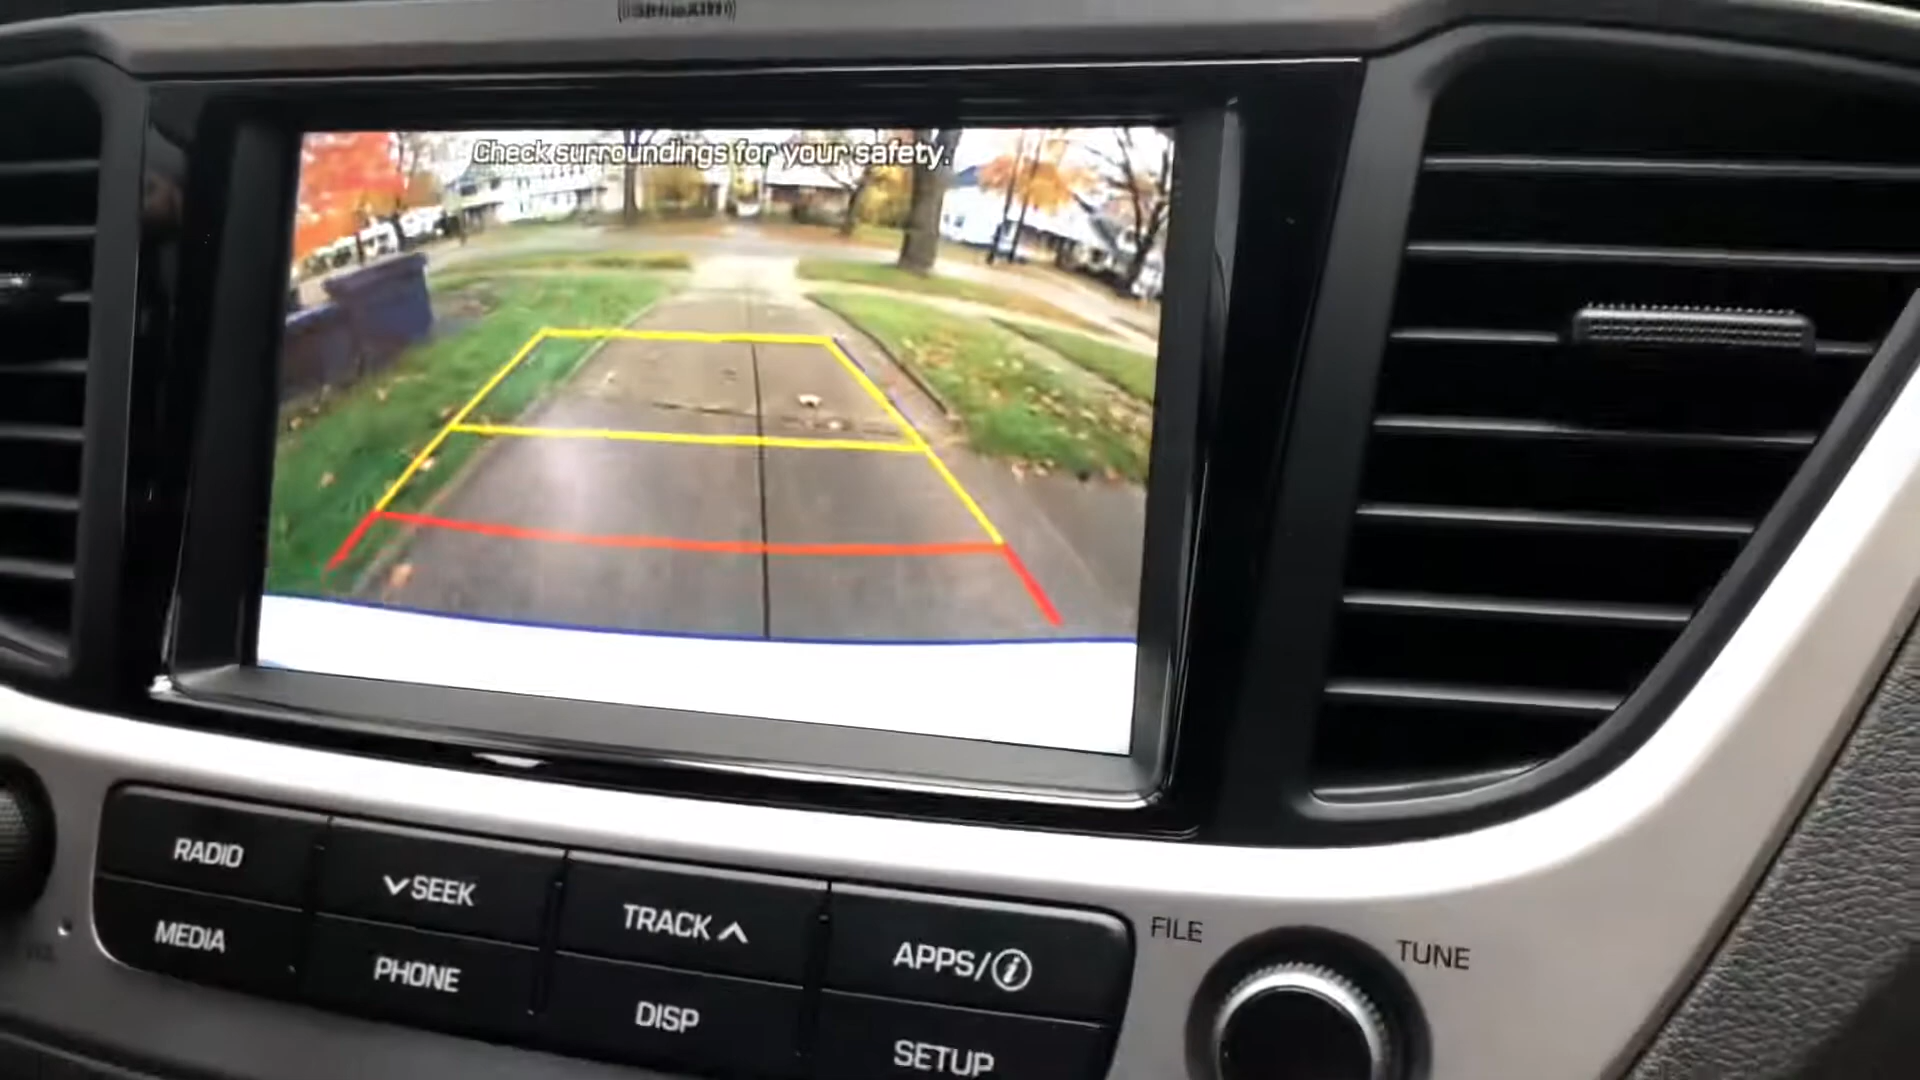 Check surroundings for your safety.
RADIO
SEEK
TRACK
APPS/i
MEDIA
PHONE
DISP
SETUP
FILE
TUNE